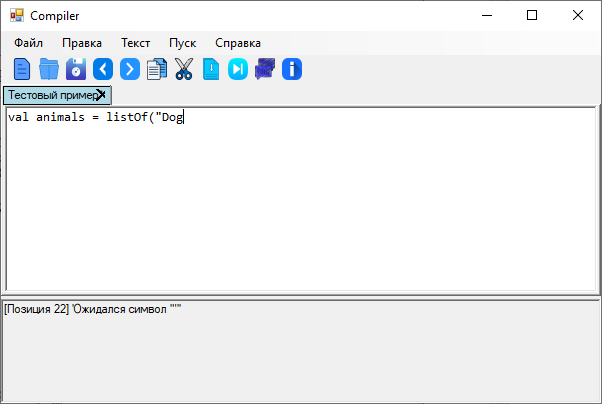 Compiler
Файл Правка Текст Пуск Справка
Тестовый пример
val animals = listOf("Dog
[Позиция 22] 'Ожидался символ '"'"